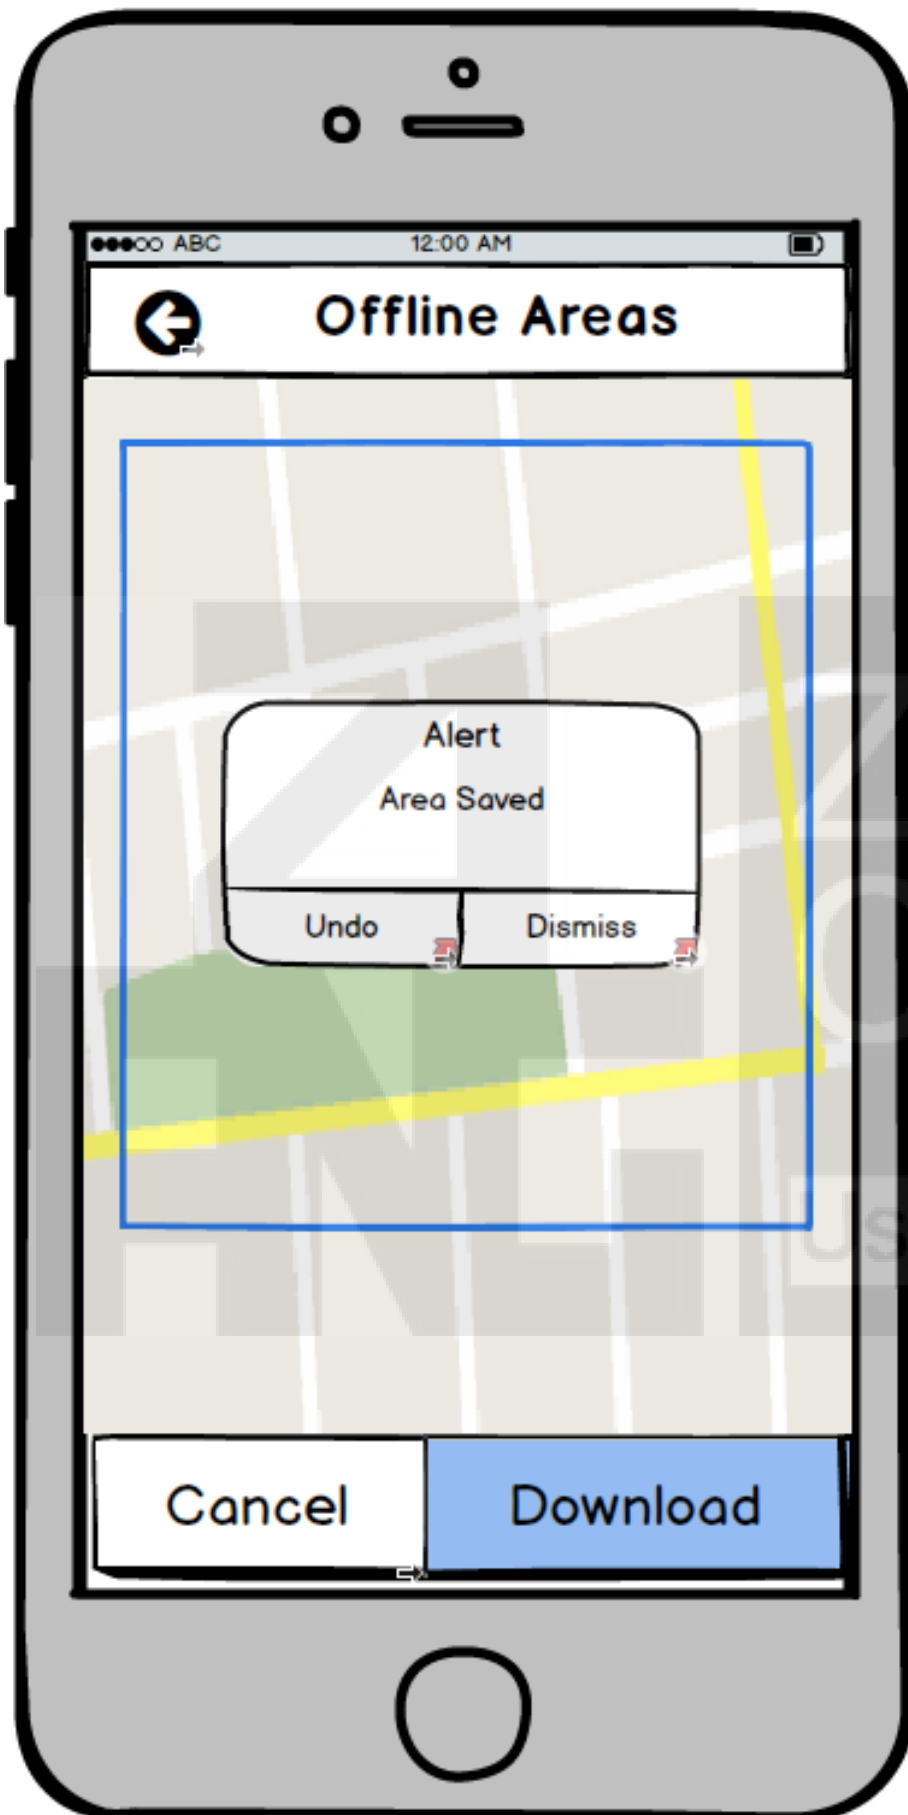 ABC 12:00 AM
Offline Areas
Alert
Area Saved
Undo Dismiss
Cancel Download